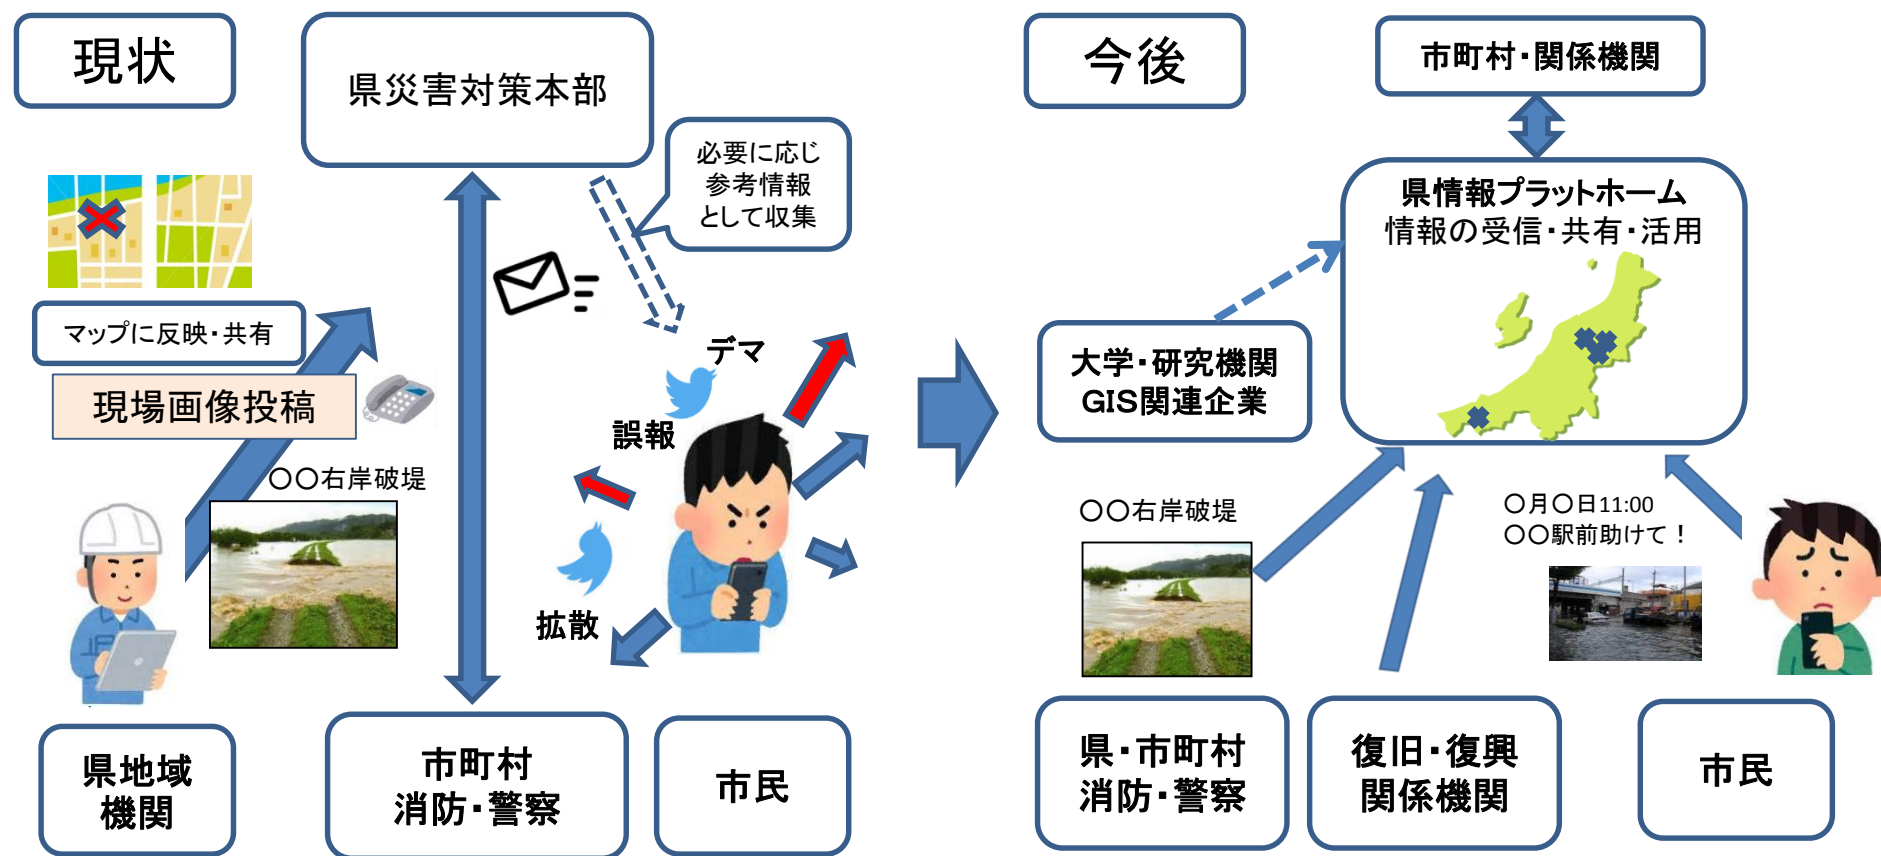 現状
県災害対策本部
必要に応じ
参考情報
として収集
マップに反映・共有
現場画像投稿
〇〇右岸破堤
デマ
誤報
拡散
県地域
機関
市町村
消防・警察
市民
今後
市町村・関係機関
県情報プラットホーム
情報の受信・共有・活用
大学・研究機関
GIS関連企業
〇〇右岸破堤
〇月〇日11:00
〇〇駅前助けて！
県・市町村
消防・警察
復旧・復興
関係機関
市民